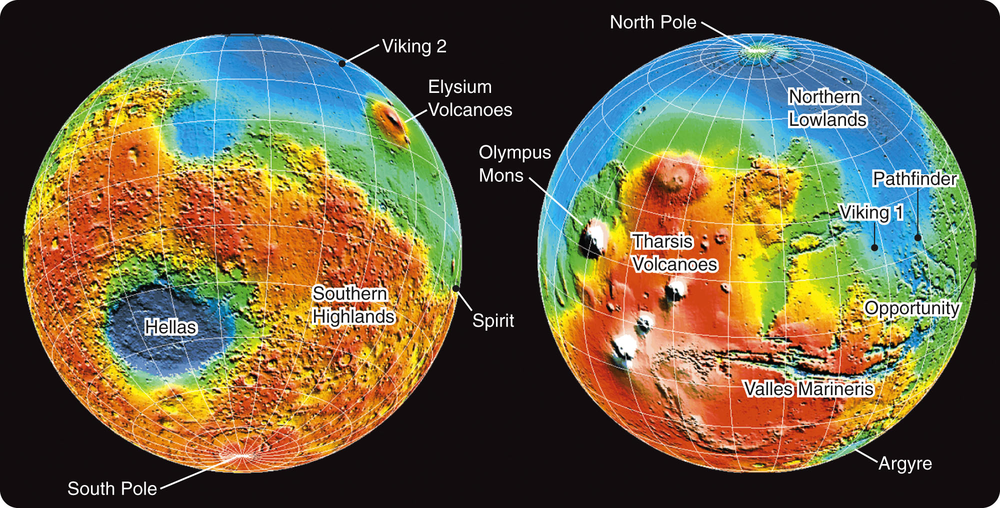 Viking 2
Elysium
Volcanoes
Southern
Highlands
Hellas
Spirit
South Pole
North Pole
Northern
Lowlands
Olympus
Mons
Pathfinder
Viking 1
Tharsis
Volcanoes
Opportunity
Valles Marineris
Argyre